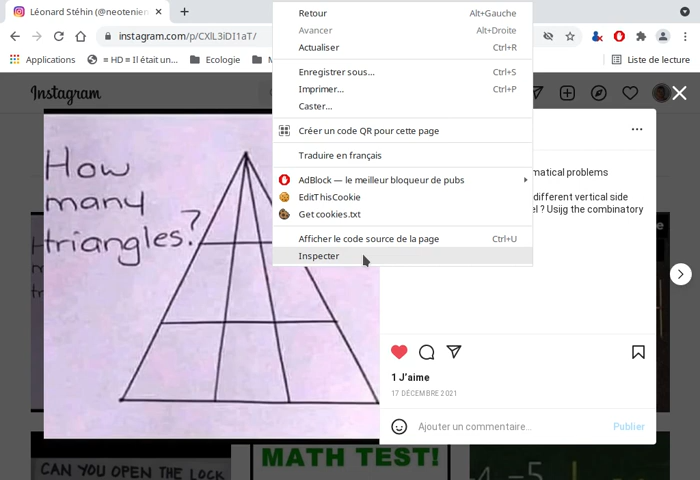 Léonard Stéhin (@neotenien
instagram.com/p/CXlL3iDI1aT/
Applications
= HD = Il était un...
Ecologie
M
Liste de lecture
Retour Alt+Gauche
Avancer Alt+Droite
Actualiser Ctrl+R
Enregistrer sous... Ctrl+S
Imprimer... Ctrl+P
Caster...
Créer un code QR pour cette page
Traduire en français
AdBlock — le meilleur bloqueur de pubs
EditThisCookie
Get cookies.txt
Afficher le code source de la page Ctrl+U
Inspecter
Instagram
How
many
triangles?
matical problems
different vertical side
el ? Usijg the combinatory
1 J'aime
17 DÉCEMBRE 2021
Ajouter un commentaire...
Publier
CAN YOU OPEN THE LOCK
MATH TEST!
4 -5